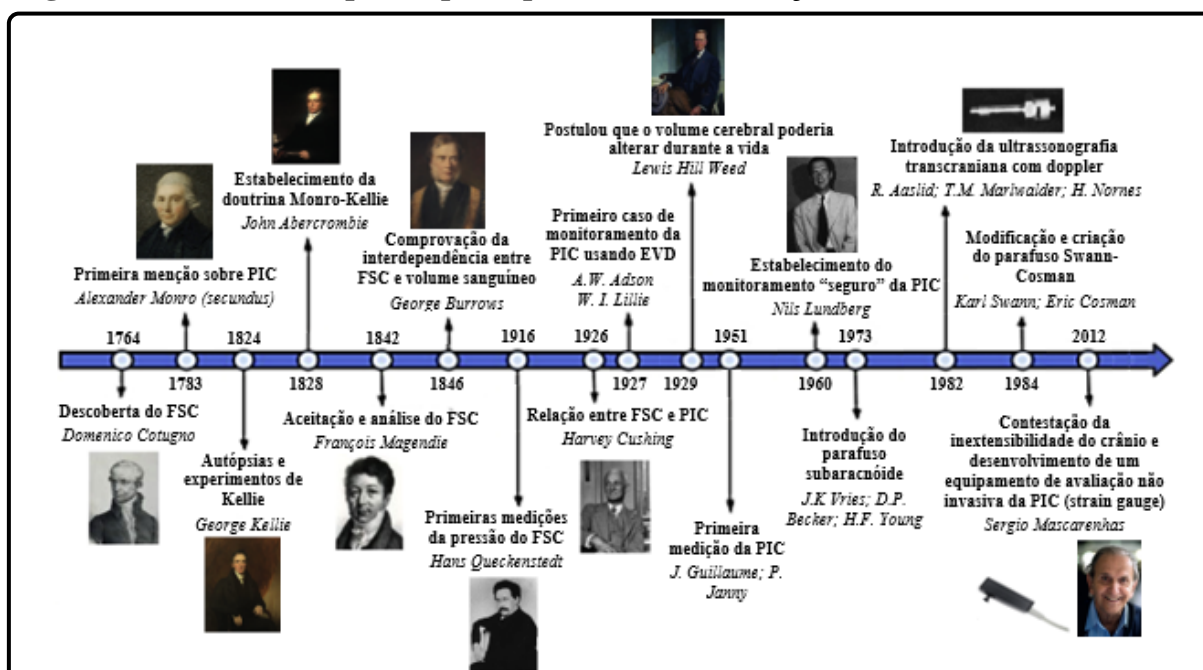 Postulou que o volume cerebral poderia
alterar durante a vida
Lewis Hill Weed
Introdução da ultrossonografia
transcraniana com doppler
R. Aaslid; T.M. Marlwalder; H. Nornes
Estabelecimento da
doutrina Monro-Kellie
John Abercrombie
Primeiro caso de
monitoramento da
PIC usando EVD
A.W. Adson
W. I. Lillie
Comprovação da
interdependência entre
FSC e volume sanguíneo
George Burrows
Modificação e criação
do parafuso Swann-
Cosman
Karl Swann; Eric Cosman
Primeira menção sobre PIC
Alexander Monro (secundus)
Estabelecimento do
monitoramento “seguro” da PIC
Nils Lundberg
1764
1824
1842
1916
1926
1951
1973
2012
1783
1828
1846
1927
1929
1960
1982
1984
Descoberta do FSC
Domenico Cotugno
Autópsias e
experimentos de
Kellie
George Kellie
Aceitação e análise do FSC
François Magendie
Primeiras medições
da pressão do FSC
Hans Queckenstedt
Relação entre FSC e PIC
Harvey Cushing
Primeira
medição da PIC
J. Guillaume; P.
Janny
Introdução do
parafuso
subaracnóide
J.K Vries; D.P.
Becker; H.F. Young
Contestação da
inextensibilidade do crânio e
desenvolvimento de um
equipamento de avaliação não
invasiva da PIC (strain gauge)
Sergio Mascarenhas